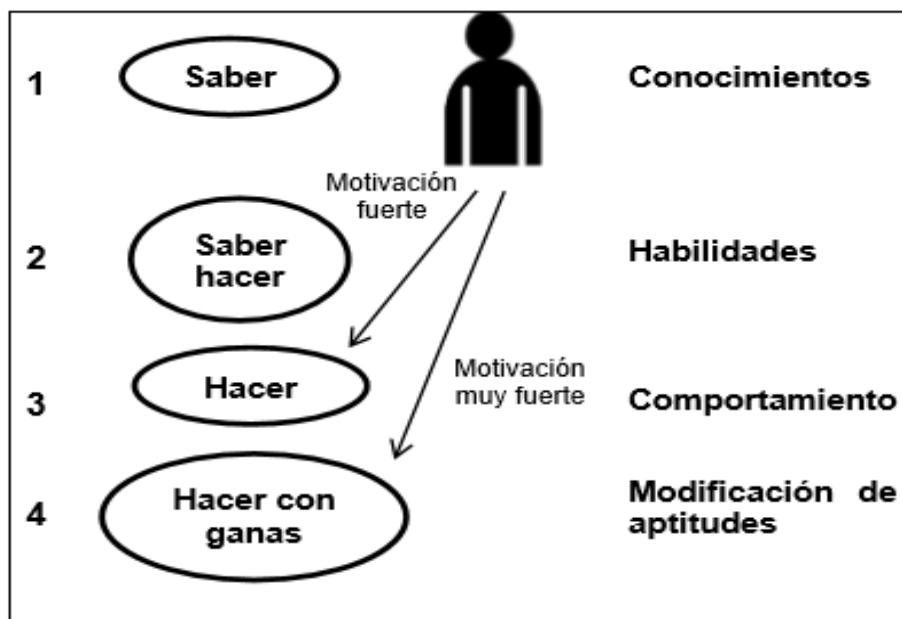 1
Saber
Conocimientos
Motivación
fuerte
2
Saber
hacer
Habilidades
3
Hacer
Motivación
muy fuerte
Comportamiento
4
Hacer con
ganas
Modificación de
aptitudes